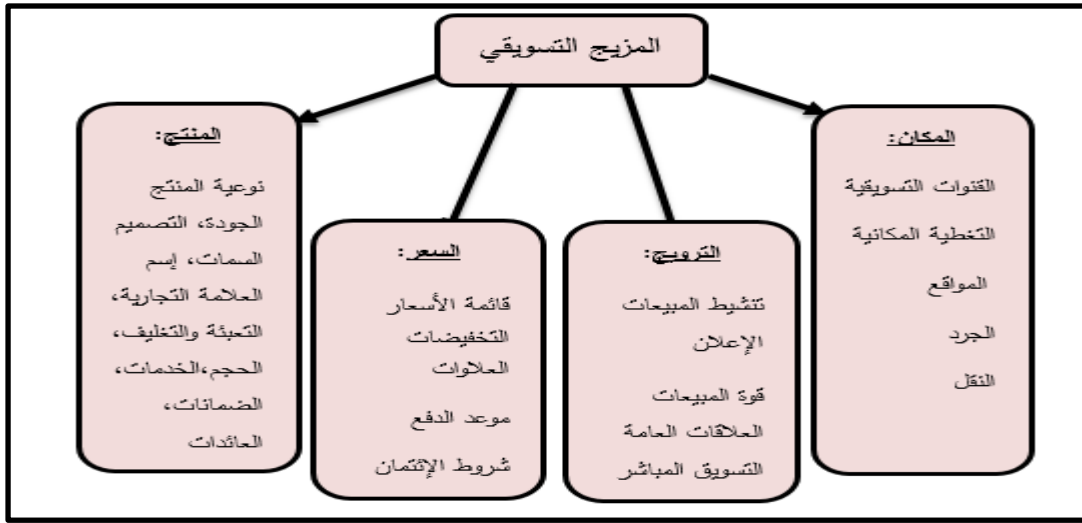 المزيج التسويقي
المكان:
القنوات التسويقية
التغطية المكانية
المواقع
الجرد
النقل
الترويج:
تنشيط المبيعات
الإعلان
قوة المبيعات
العلاقات العامة
التسويق المباشر
السعر:
قائمة الأسعار
التخفيضات
العلاوات
موعد الدفع
شروط الإئتمان
المنتج:
نوعية المنتج
الجودة، التصميم
السمات، إسم
العلامة التجارية،
التعبئة والتغليف،
الحجم،الخدمات،
الضمانات،
العائدات